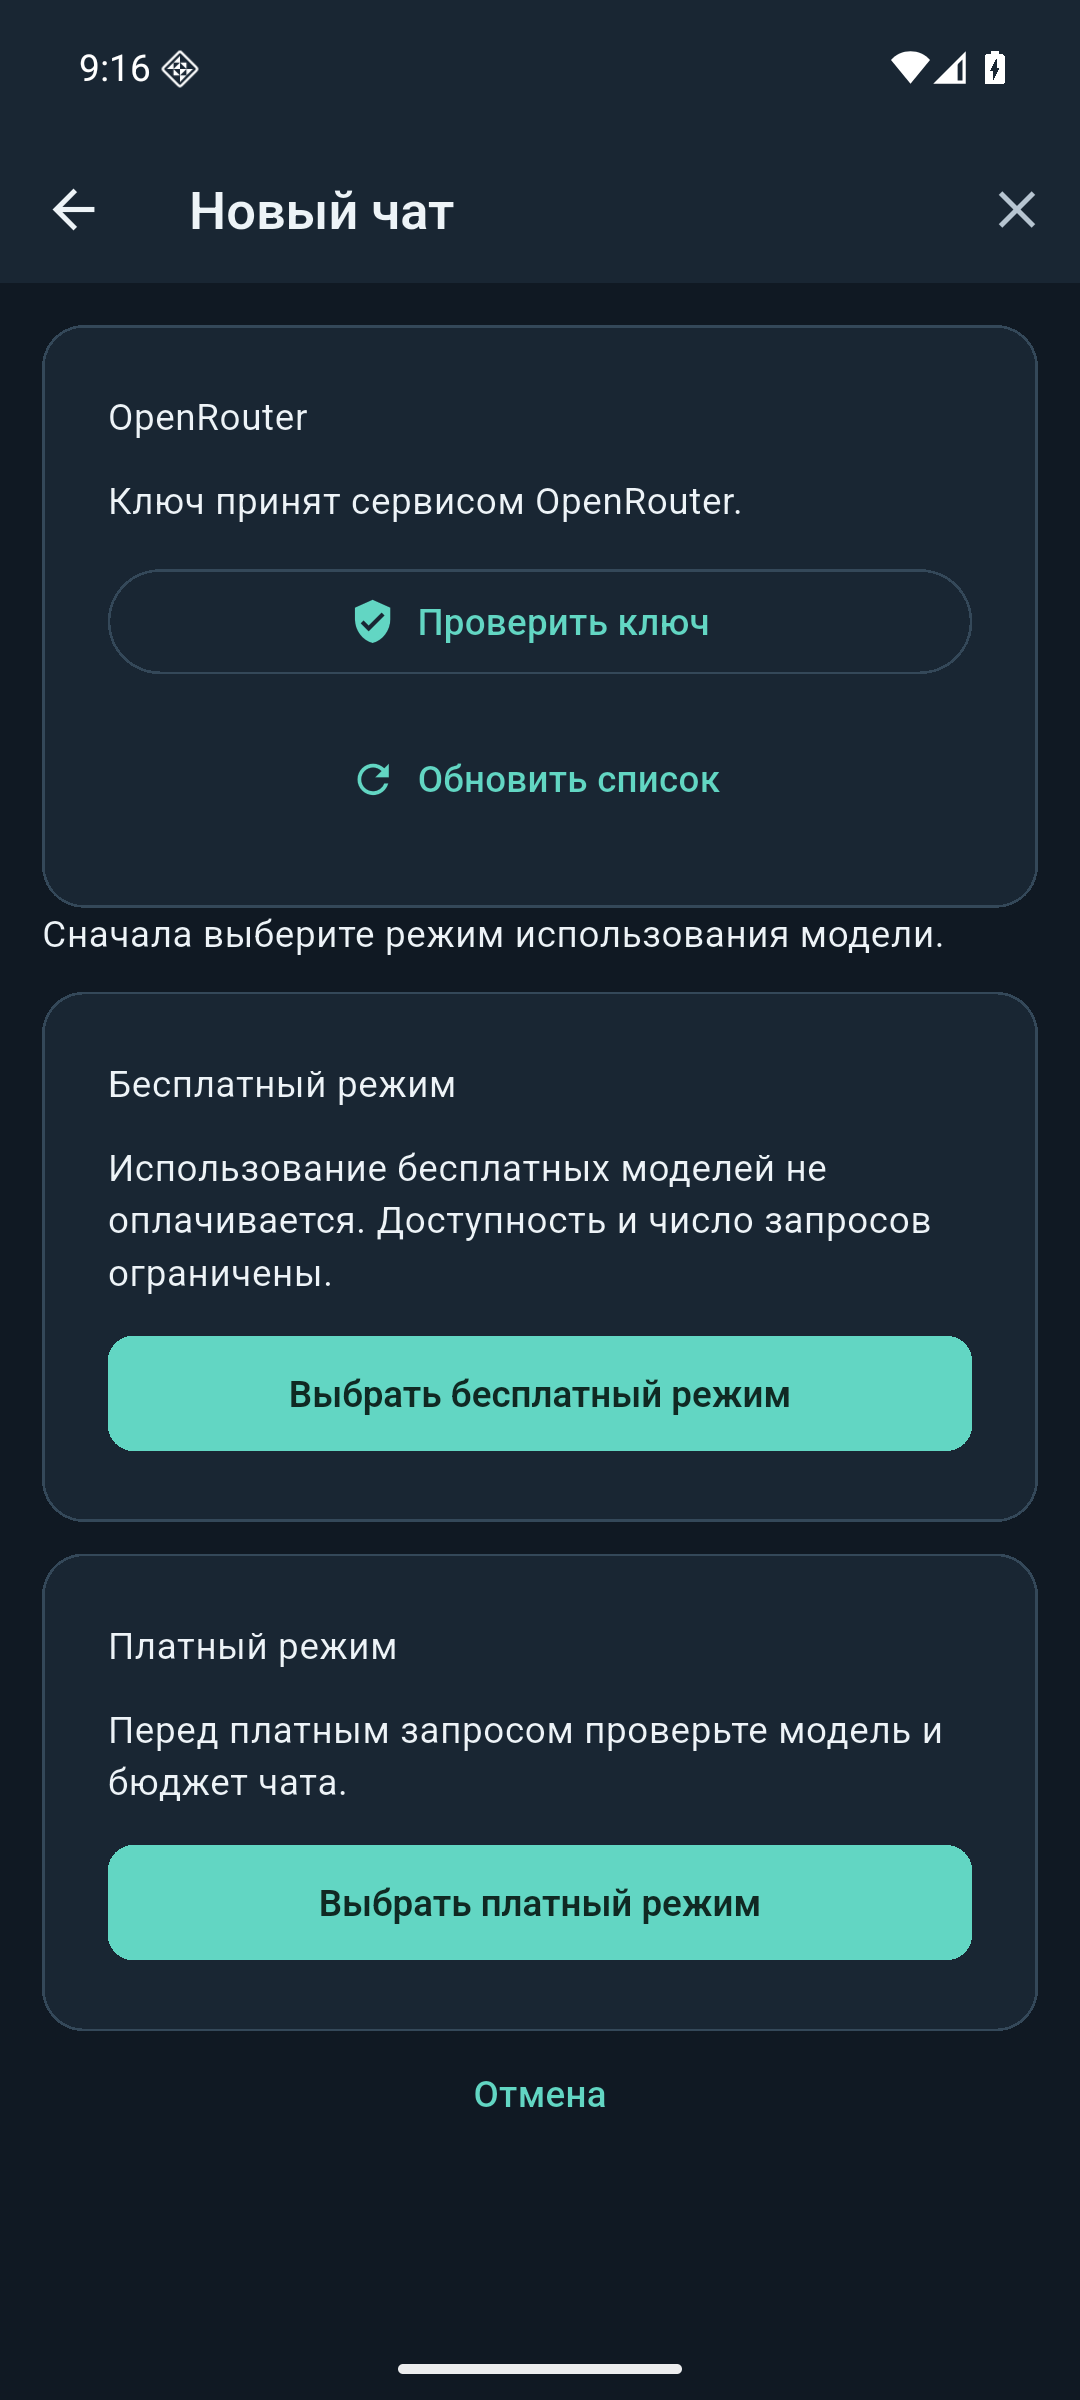 9:16
Новый чат
OpenRouter
Ключ принят сервисом OpenRouter.
Проверить ключ
Обновить список
Сначала выберите режим использования модели.
Бесплатный режим
Использование бесплатных моделей не
оплачивается. Доступность и число запросов
ограничены.
Выбрать бесплатный режим
Платный режим
Перед платным запросом проверьте модель и
бюджет чата.
Выбрать платный режим
Отмена